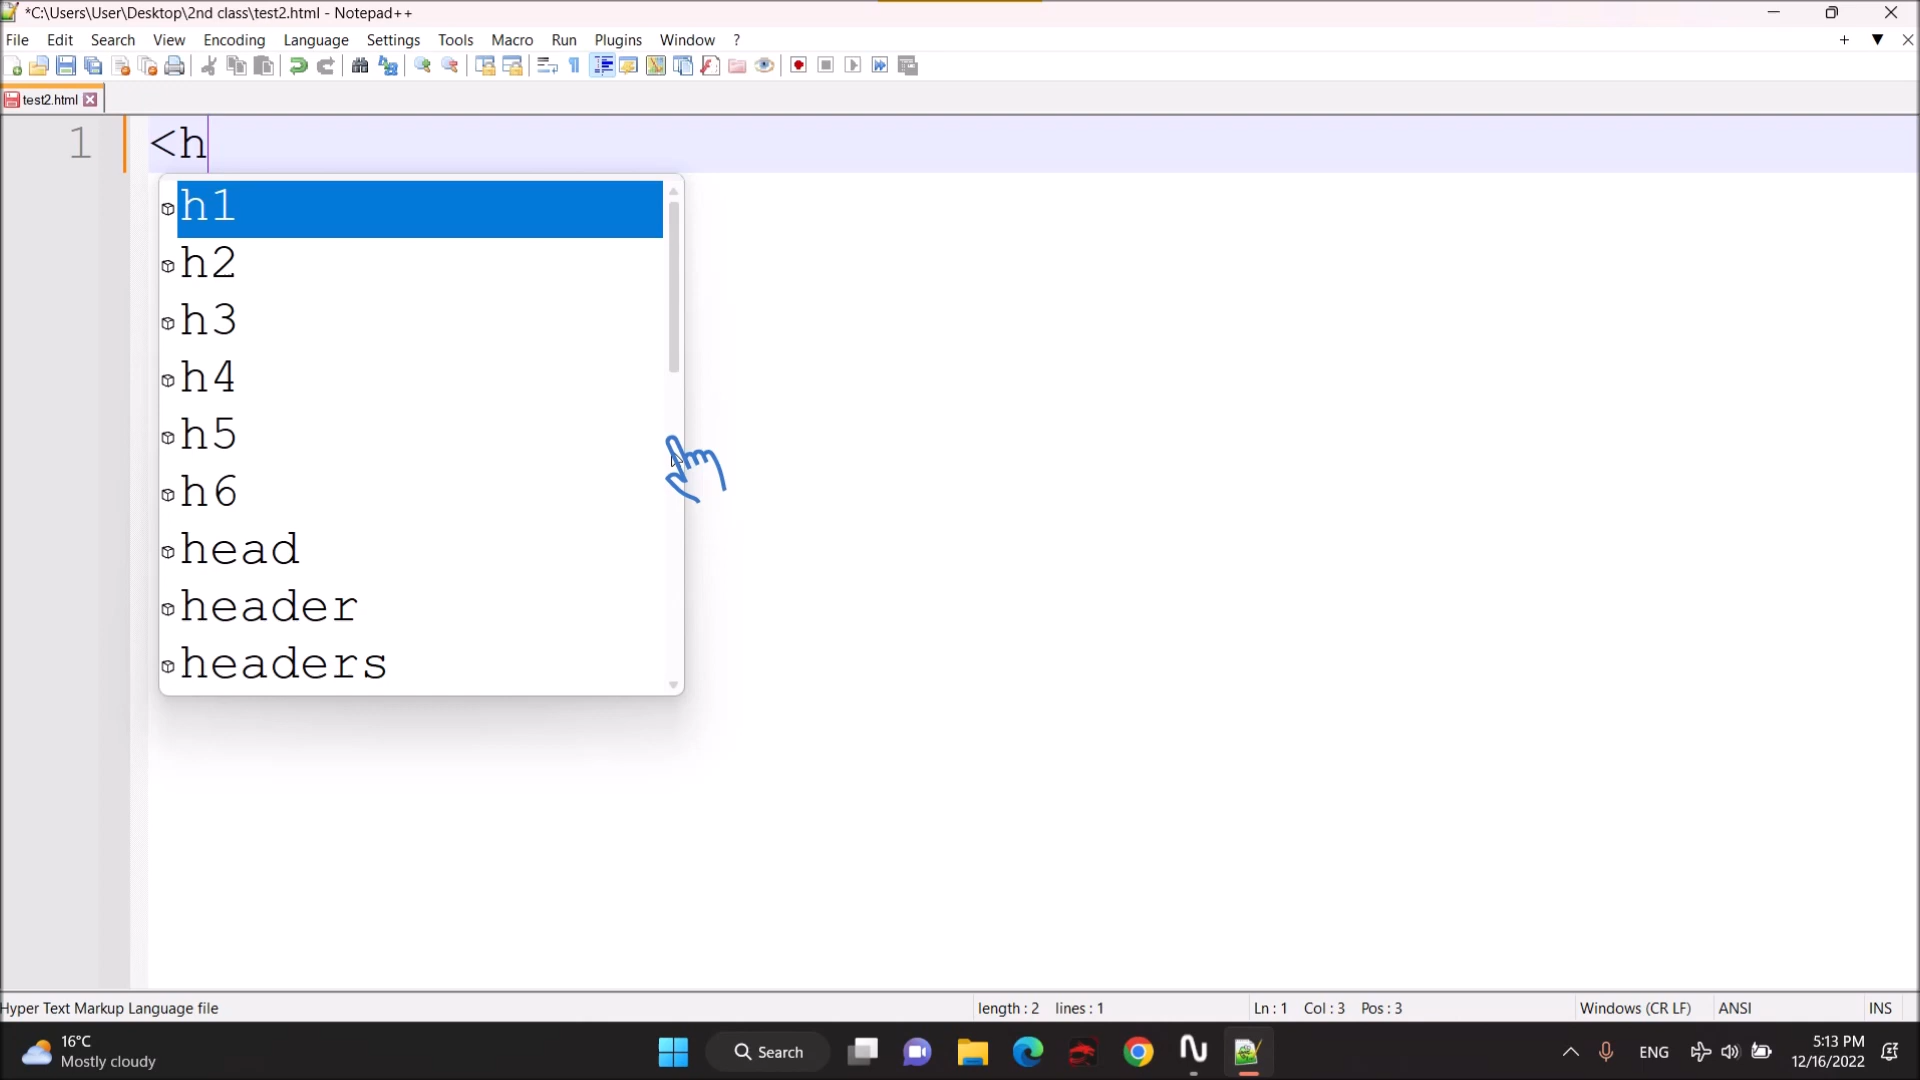 *C:\Users\User\Desktop\2nd class\test2.html - Notepad++
File Edit Search View Encoding Language Settings Tools Macro Run Plugins Window ?
test2.html
1 <h
h1
h2
h3
h4
h5
h6
head
header
headers
Hyper Text Markup Language file length : 2 lines : 1 Ln : 1 Col : 3 Pos : 3 Windows (CR LF) ANSI INS
16°C
Mostly cloudy
Search
ENG
5:13 PM
12/16/2022